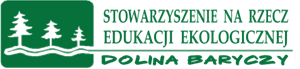 STOWARZYSZENIE NA RZECZ
EDUKACJI EKOLOGICZNEJ
DOLINA BARYCZY